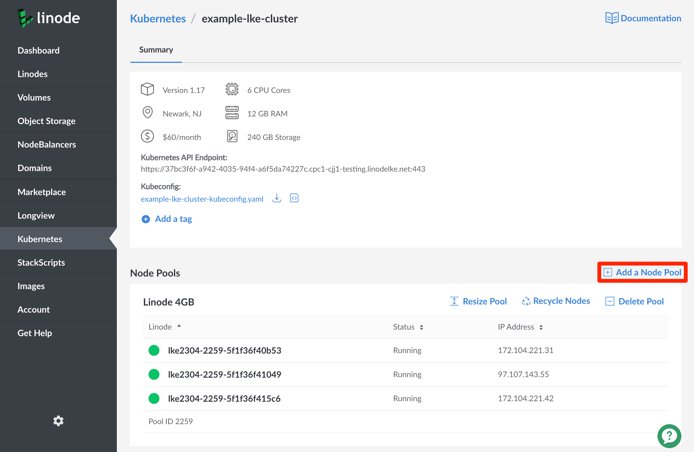 linode
Kubernetes / example-lke-cluster
Documentation
Dashboard
Linodes
Volumes
Object Storage
NodeBalancers
Domains
Marketplace
Longview
Kubernetes
StackScripts
Images
Account
Get Help
Summary
Version 1.17
6 CPU Cores
Newark, NJ
12 GB RAM
$60/month
240 GB Storage
Kubernetes API Endpoint:
https://37bc3f6f-a942-4035-94f4-a6f5da74227c.cpc1-cjj1-testing.linodelke.net:443
Kubeconfig:
example-lke-cluster-kubeconfig.yaml
Add a tag
Node Pools
Add a Node Pool
Linode 4GB
Resize Pool
Recycle Nodes
Delete Pool
Linode Status IP Address
lke2304-2259-5f1f36f40b53 Running 172.104.221.31
lke2304-2259-5f1f36f41049 Running 97.107.143.55
lke2304-2259-5f1f36f415c6 Running 172.104.221.42
Pool ID 2259